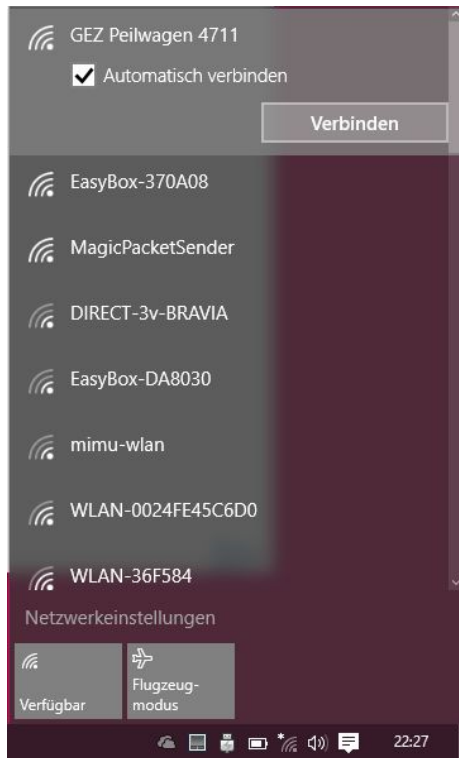 GEZ Peilwagen 4711
Automatisch verbinden
Verbinden
EasyBox-370A08
MagicPacketSender
DIRECT-3v-BRAVIA
EasyBox-DA8030
mimu-wlan
WLAN-0024FE45C6D0
WLAN-36F584
Netzwerkeinstellungen
Verfügbar
Flugzeug-
modus
22:27